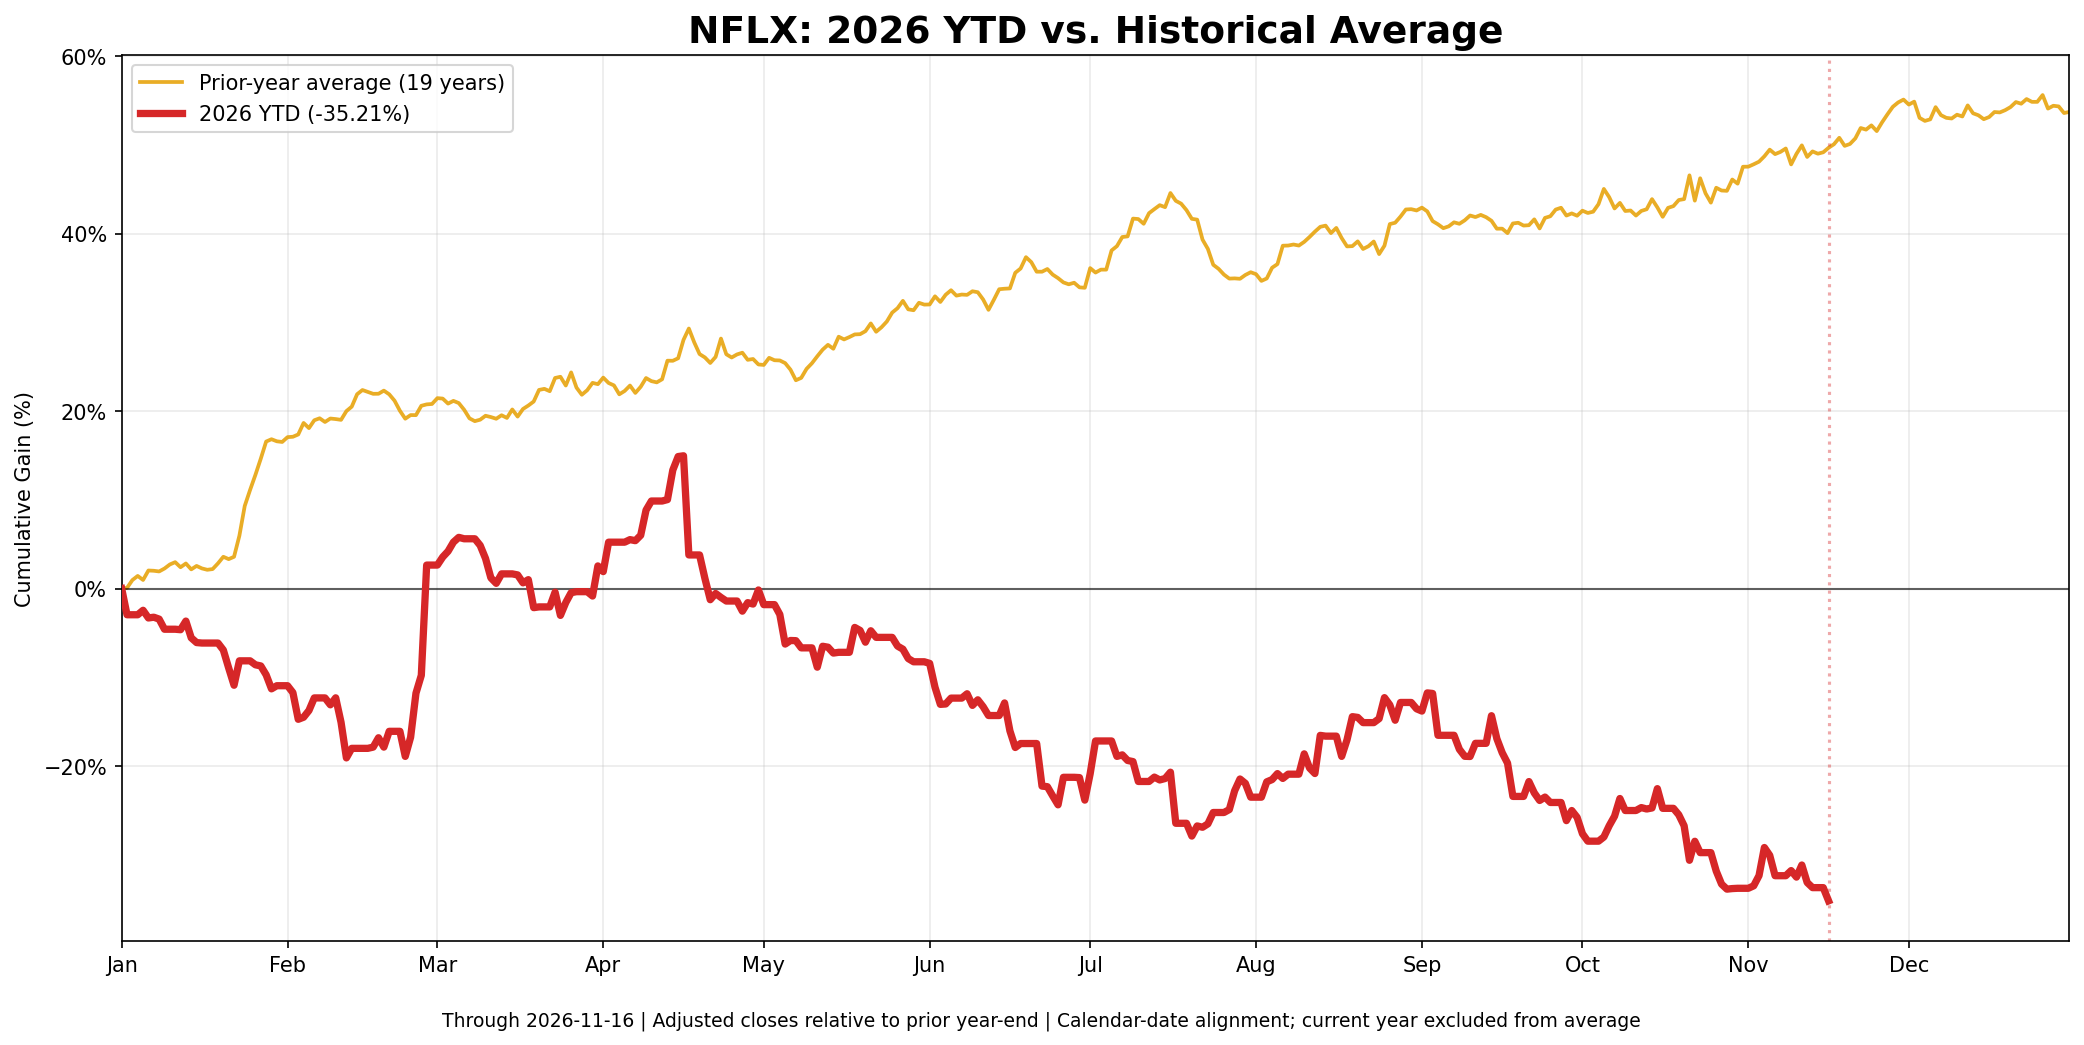 NFLX: 2026 YTD vs. Historical Average
Prior-year average (19 years)
2026 YTD (-35.21%)
Cumulative Gain (%)
60%
40%
20%
0%
−20%
Jan Feb Mar Apr May Jun Jul Aug Sep Oct Nov Dec
Through 2026-11-16 | Adjusted closes relative to prior year-end | Calendar-date alignment; current year excluded from average